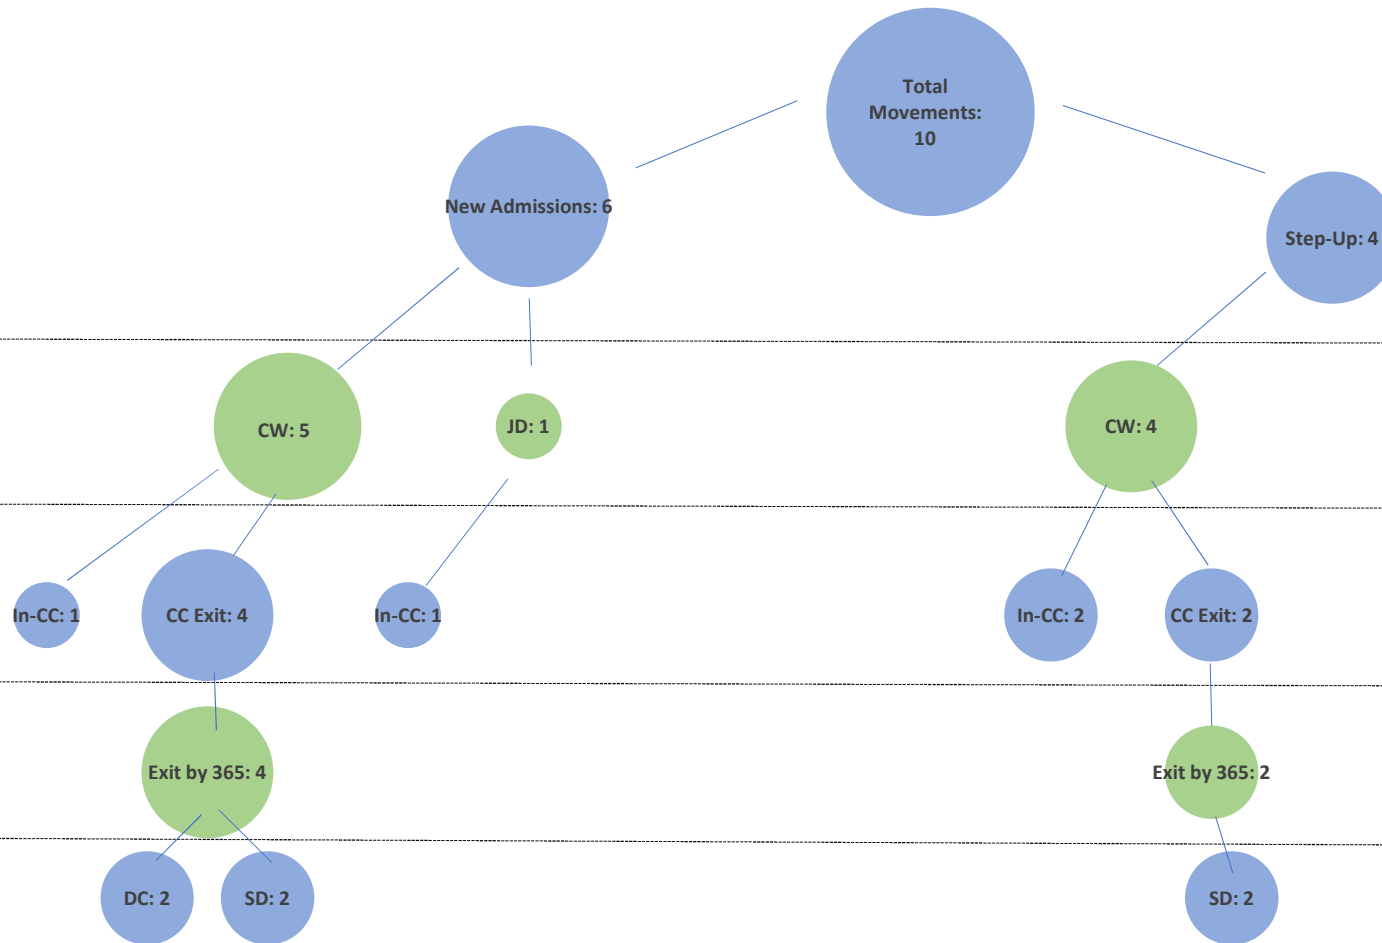 Total
Movements:
10
New Admissions: 6
Step-Up: 4
CW: 5
JD: 1
CW: 4
In-CC: 1
CC Exit: 4
In-CC: 1
In-CC: 2
CC Exit: 2
Exit by 365: 4
Exit by 365: 2
DC: 2
SD: 2
SD: 2